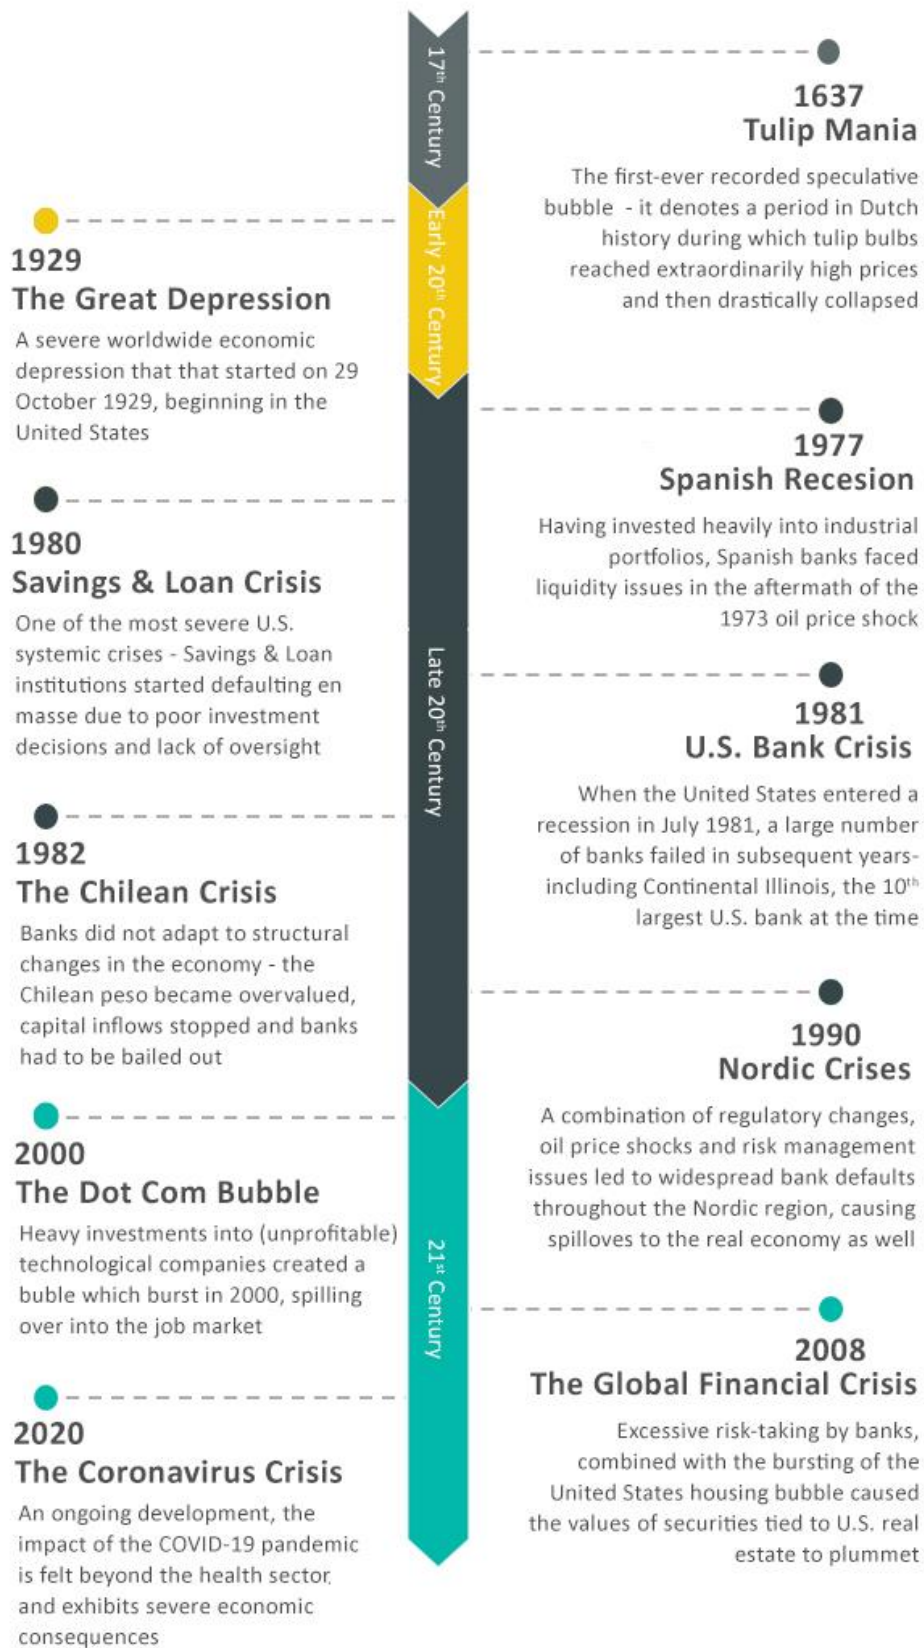 17th Century
1637
Tulip Mania
The first-ever recorded speculative
bubble - it denotes a period in Dutch
history during which tulip bulbs
reached extraordinarily high prices
and then drastically collapsed
Early 20th Century
1929
The Great Depression
A severe worldwide economic
depression that that started on 29
October 1929, beginning in the
United States
Late 20th Century
1977
Spanish Recesion
Having invested heavily into industrial
portfolios, Spanish banks faced
liquidity issues in the aftermath of the
1973 oil price shock
1980
Savings & Loan Crisis
One of the most severe U.S.
systemic crises - Savings & Loan
institutions started defaulting en
masse due to poor investment
decisions and lack of oversight
1981
U.S. Bank Crisis
When the United States entered a
recession in July 1981, a large number
of banks failed in subsequent years-
including Continental Illinois, the 10th
largest U.S. bank at the time
1982
The Chilean Crisis
Banks did not adapt to structural
changes in the economy - the
Chilean peso became overvalued,
capital inflows stopped and banks
had to be bailed out
1990
Nordic Crises
A combination of regulatory changes,
oil price shocks and risk management
issues led to widespread bank defaults
throughout the Nordic region, causing
spilloves to the real economy as well
21st Century
2000
The Dot Com Bubble
Heavy investments into (unprofitable)
technological companies created a
buble which burst in 2000, spilling
over into the job market
2008
The Global Financial Crisis
Excessive risk-taking by banks,
combined with the bursting of the
United States housing bubble caused
the values of securities tied to U.S. real
estate to plummet
2020
The Coronavirus Crisis
An ongoing development, the
impact of the COVID-19 pandemic
is felt beyond the health sector,
and exhibits severe economic
consequences